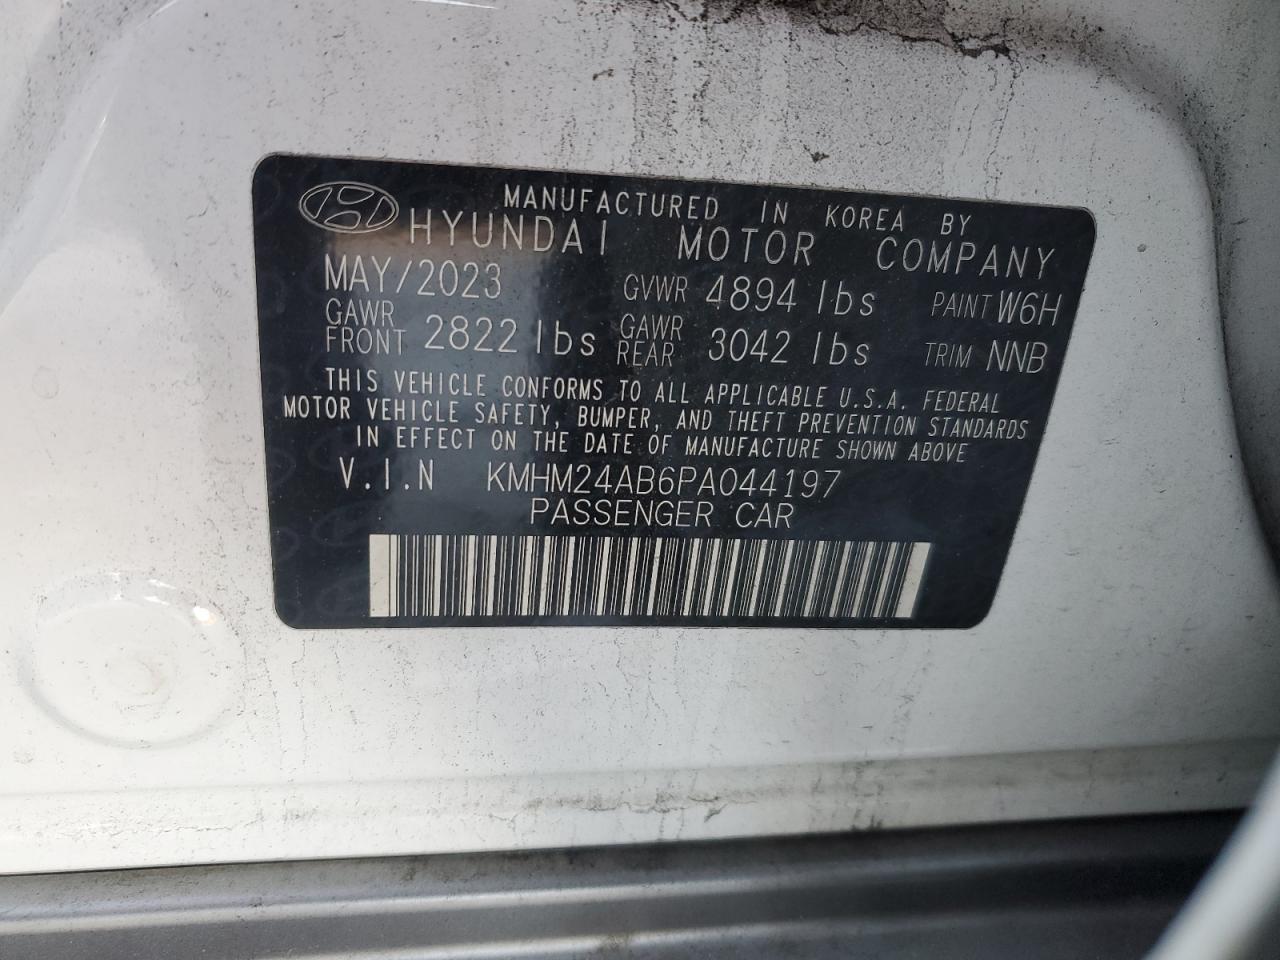 MANUFACTURED IN KOREA BY
HYUNDAI MOTOR COMPANY
MAY/2023 GVWR 4894 lbs PAINT W6H
GAWR FRONT 2822 lbs GAWR REAR 3042 lbs TRIM NNB
THIS VEHICLE CONFORMS TO ALL APPLICABLE U.S.A. FEDERAL
MOTOR VEHICLE SAFETY, BUMPER, AND THEFT PREVENTION STANDARDS
IN EFFECT ON THE DATE OF MANUFACTURE SHOWN ABOVE
V.I.N KMHM24AB6PA044197
PASSENGER CAR